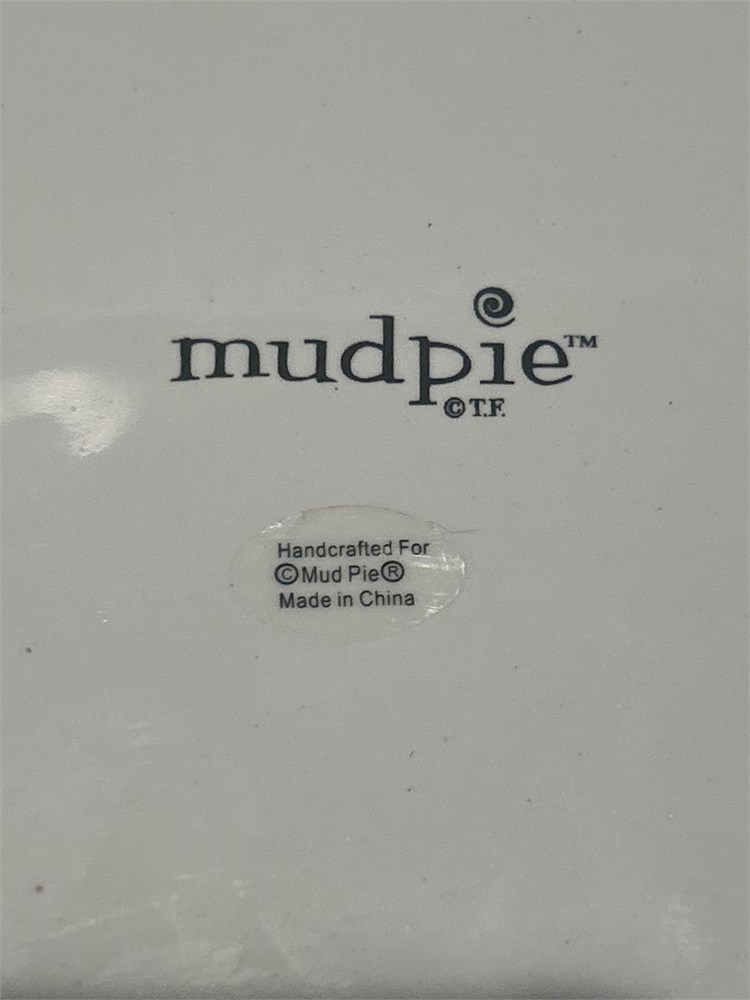 mudpie™
© T.F.
Handcrafted For
©Mud Pie®
Made in China